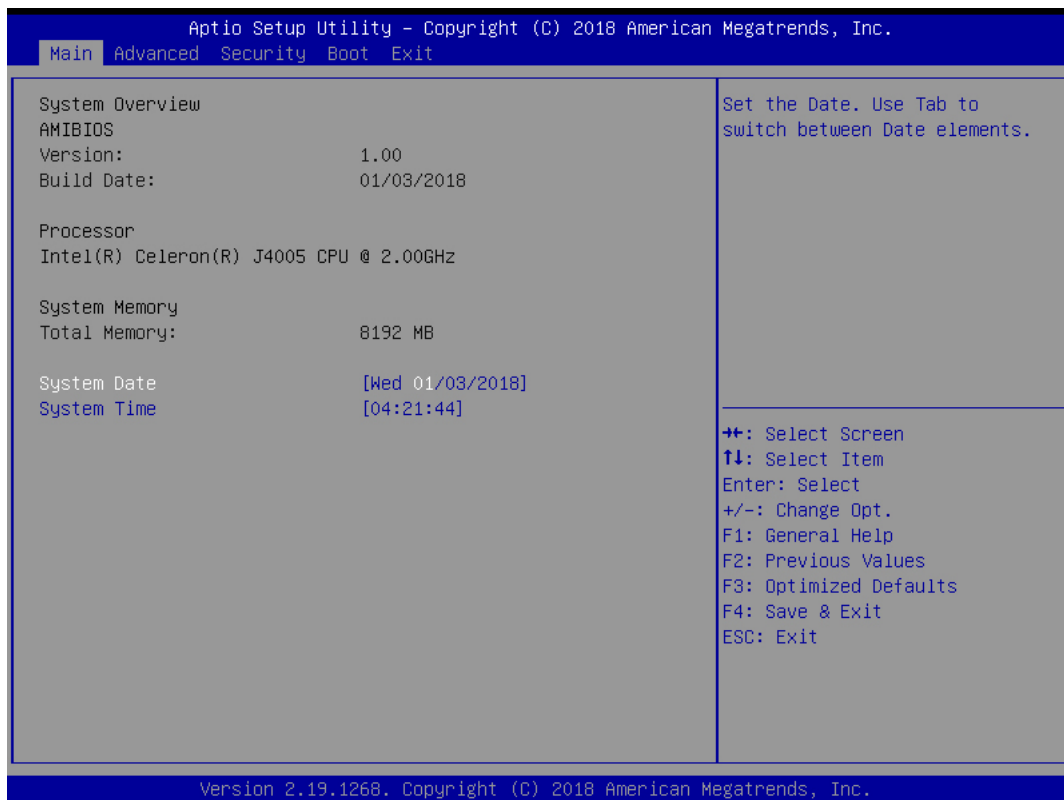 Aptio Setup Utility – Copyright (C) 2018 American Megatrends, Inc.
Main Advanced Security Boot Exit
System Overview
AMIBIOS
Version: 1.00
Build Date: 01/03/2018
Processor
Intel(R) Celeron(R) J4005 CPU @ 2.00GHz
System Memory
Total Memory: 8192 MB
System Date [Wed 01/03/2018]
System Time [04:21:44]
Set the Date. Use Tab to
switch between Date elements.
→←: Select Screen
↑↓: Select Item
Enter: Select
+/-: Change Opt.
F1: General Help
F2: Previous Values
F3: Optimized Defaults
F4: Save & Exit
ESC: Exit
Version 2.19.1268. Copyright (C) 2018 American Megatrends, Inc.